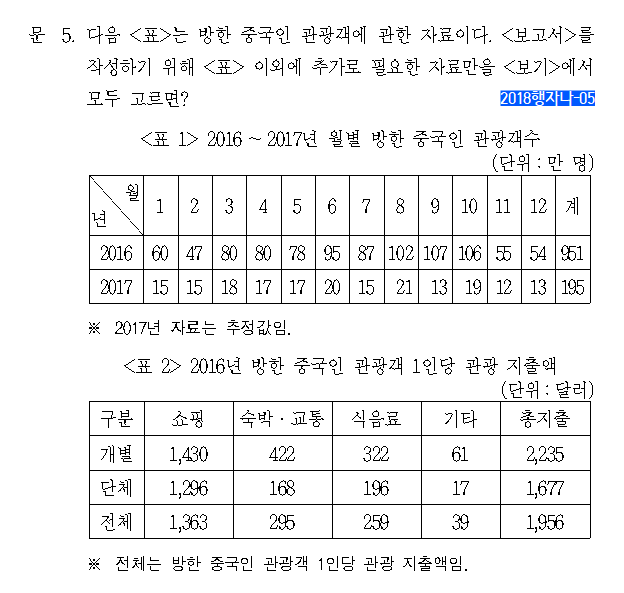 문 5. 다음 <표>는 방한 중국인 관광객에 관한 자료이다. <보고서>를
작성하기 위해 <표> 이외에 추가로 필요한 자료만을 <보기>에서
모두 고르면?
2018행자나-05
<표 1> 2016 ~ 2017년 월별 방한 중국인 관광객수
(단위 : 만 명)
년 월 1 2 3 4 5 6 7 8 9 10 11 12 계
2016 60 47 80 80 78 95 87 102 107 106 55 54 951
2017 15 15 18 17 17 20 15 21 13 19 12 13 195
※ 2017년 자료는 추정값임.
<표 2> 2016년 방한 중국인 관광객 1인당 관광 지출액
(단위 : 달러)
구분 쇼핑 숙박 · 교통 식음료 기타 총지출
개별 1,430 422 322 61 2,235
단체 1,296 168 196 17 1,677
전체 1,363 295 259 39 1,956
※ 전체는 방한 중국인 관광객 1인당 관광 지출액임.